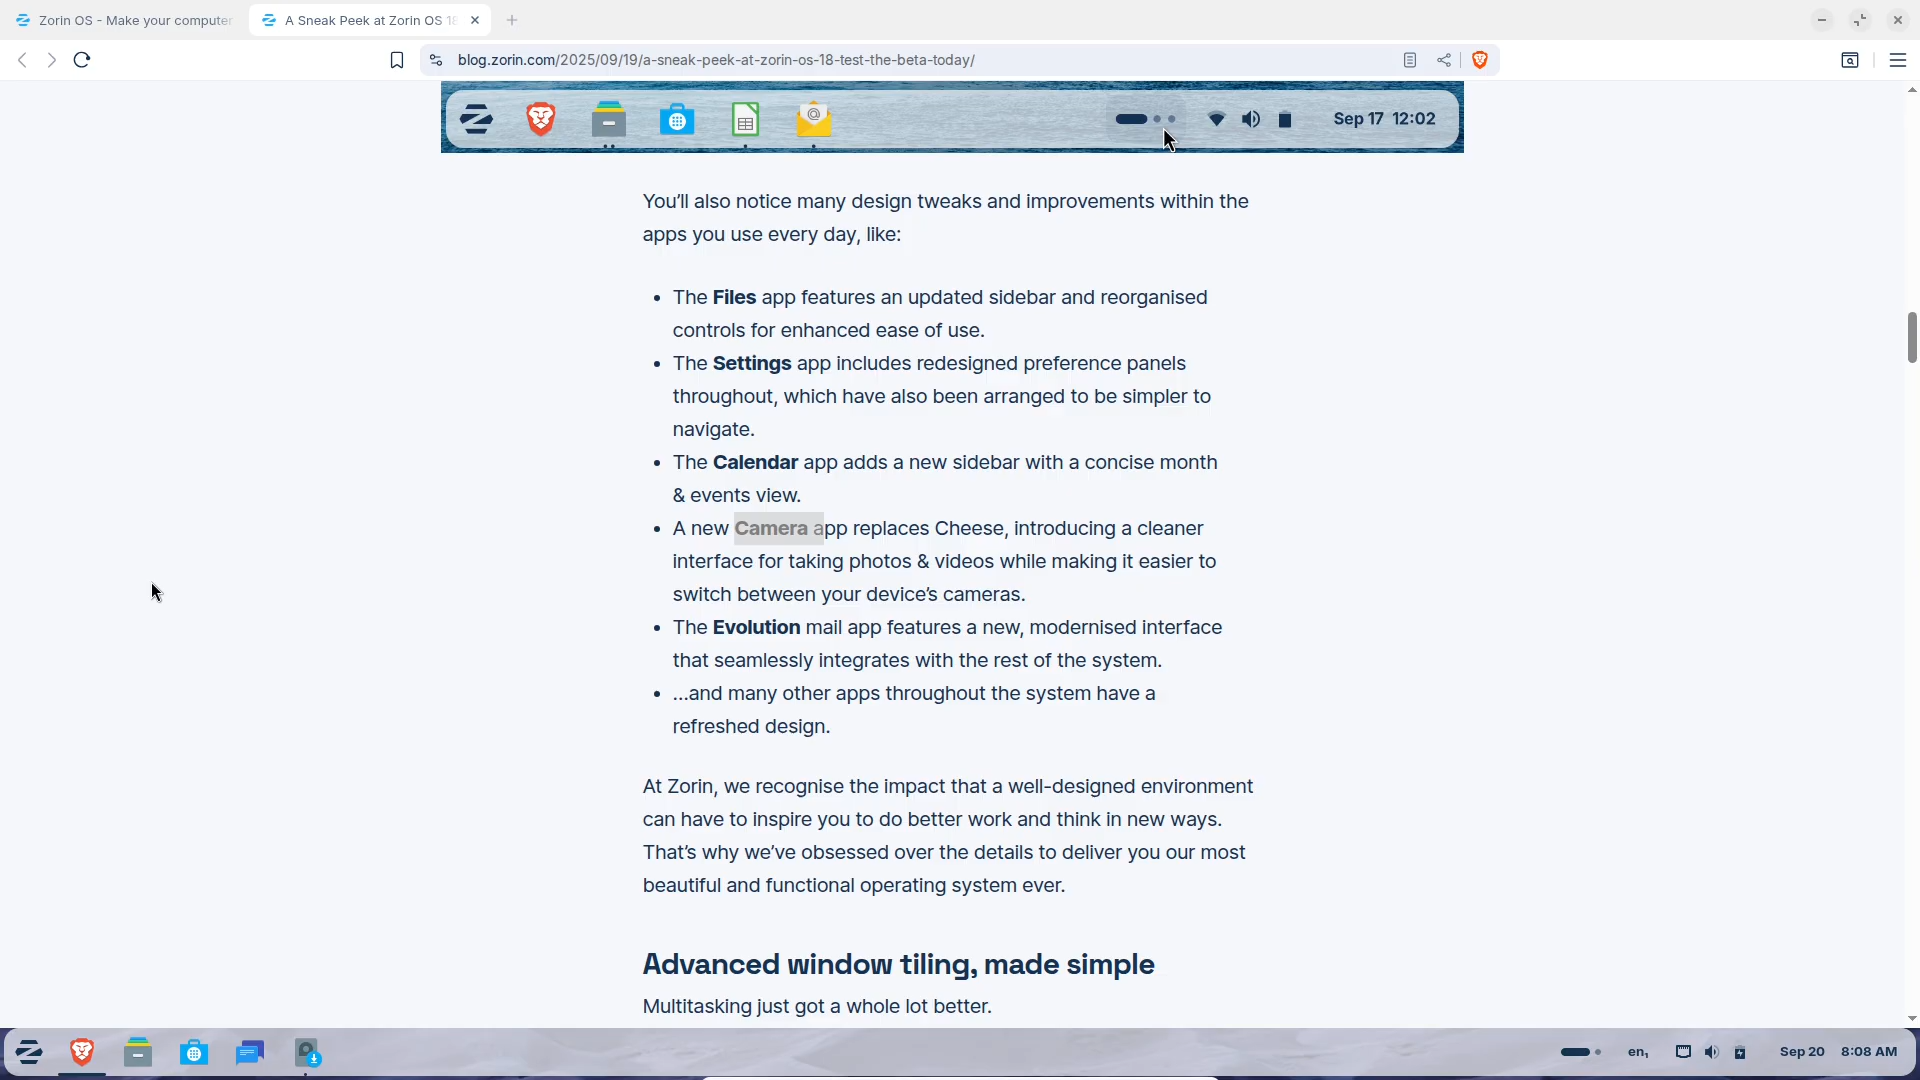 Zorin OS - Make your computer
A Sneak Peek at Zorin OS 18
blog.zorin.com/2025/09/19/a-sneak-peek-at-zorin-os-18-test-the-beta-today/
Sep 17 12:02
You’ll also notice many design tweaks and improvements within the
apps you use every day, like:
• The Files app features an updated sidebar and reorganised
controls for enhanced ease of use.
• The Settings app includes redesigned preference panels
throughout, which have also been arranged to be simpler to
navigate.
• The Calendar app adds a new sidebar with a concise month
& events view.
• A new Camera app replaces Cheese, introducing a cleaner
interface for taking photos & videos while making it easier to
switch between your device’s cameras.
• The Evolution mail app features a new, modernised interface
that seamlessly integrates with the rest of the system.
• …and many other apps throughout the system have a
refreshed design.
At Zorin, we recognise the impact that a well-designed environment
can have to inspire you to do better work and think in new ways.
That’s why we’ve obsessed over the details to deliver you our most
beautiful and functional operating system ever.
Advanced window tiling, made simple
Multitasking just got a whole lot better.
en₁
Sep 20 8:08 AM